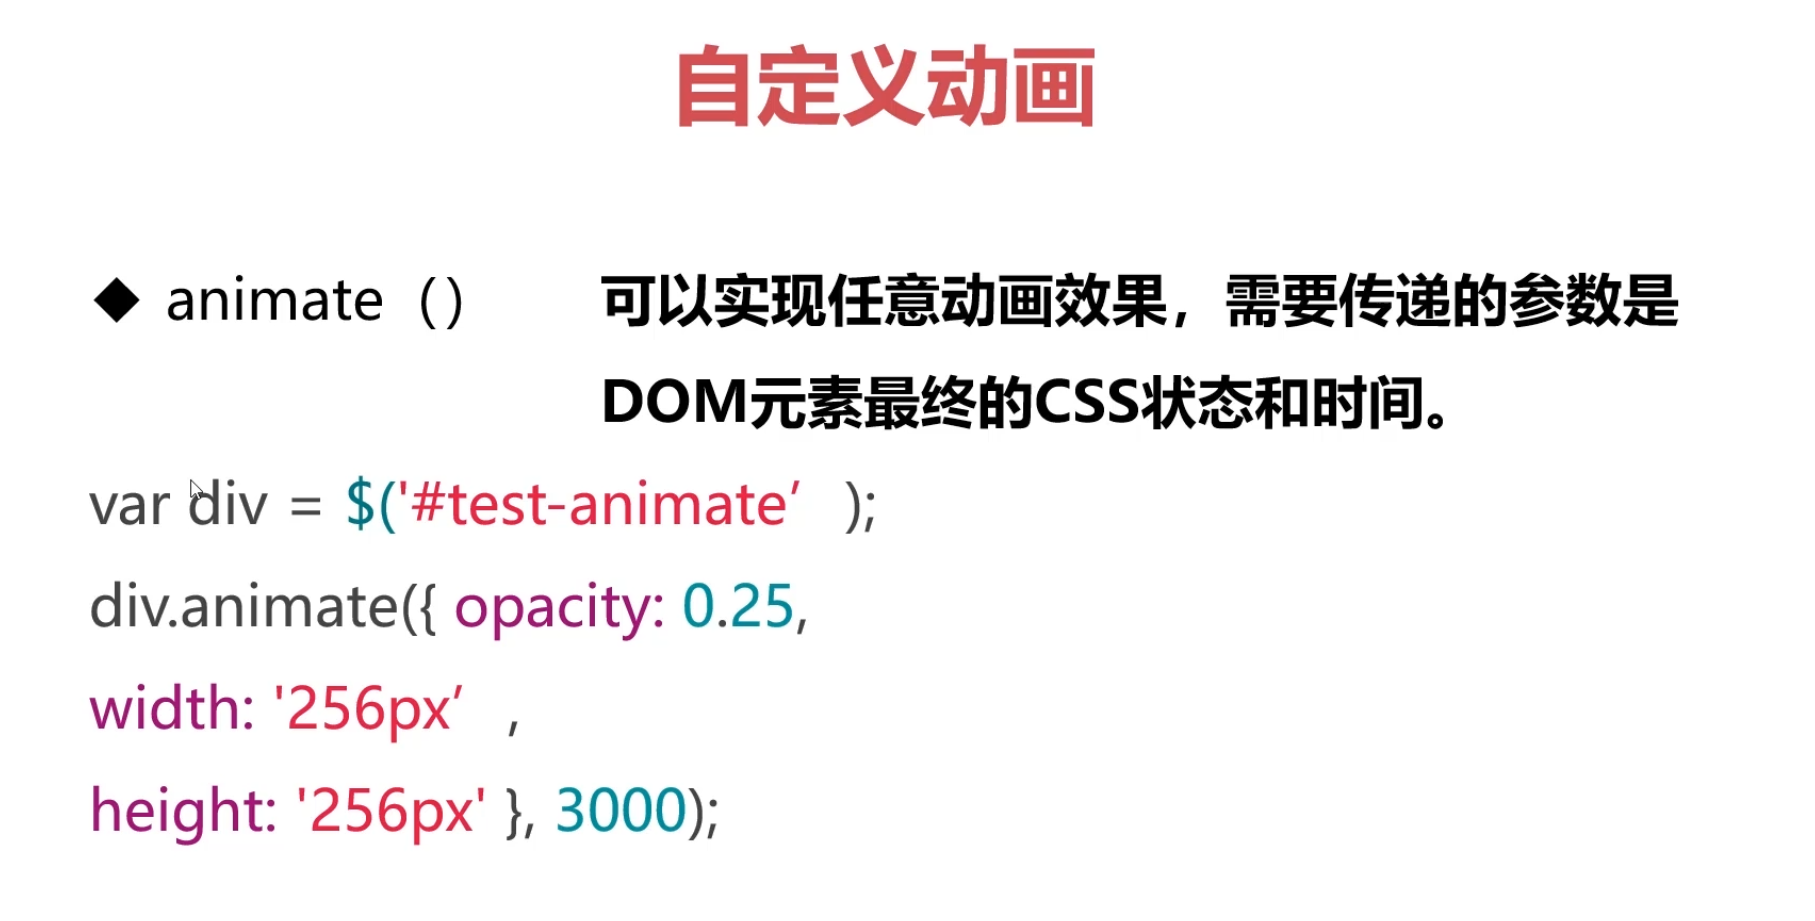 自定义动画
◆ animate（） 可以实现任意动画效果，需要传递的参数是
DOM元素最终的CSS状态和时间。
var div = $('#test-animate’ );
div.animate({ opacity: 0.25,
width: '256px’ ,
height: '256px' }, 3000);